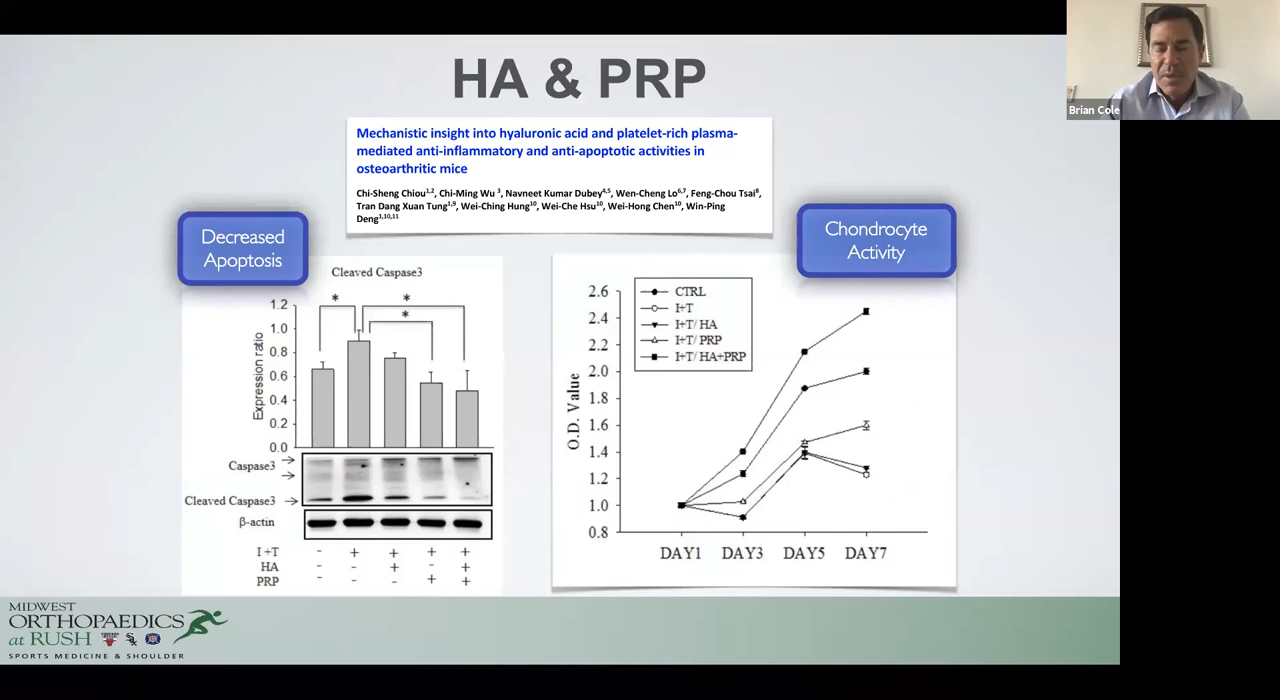 HA & PRP
Brian Cole
Mechanistic insight into hyaluronic acid and platelet-rich plasma-
mediated anti-inflammatory and anti-apoptotic activities in
osteoarthritic mice
Chi-Sheng Chiou1,2, Chi-Ming Wu 3, Navneet Kumar Dubey4,5, Wen-Cheng Lo6,7, Feng-Chou Tsai8,
Tran Dang Xuan Tung1,9, Wei-Ching Hung10, Wei-Che Hsu10, Wei-Hong Chen10, Win-Ping
Deng1,10,11
Decreased
Apoptosis
Cleaved Caspase3
* * *
Expression ratio
1.2
1.0
0.8
0.6
0.4
0.2
0.0
Caspase3
Cleaved Caspase3
β-actin
I+T - + + + +
HA - - + - +
PRP - - - + +
Chondrocyte
Activity
CTRL
I+T
I+T/ HA
I+T/ PRP
I+T/ HA+PRP
O.D. Value
2.6
2.4
2.2
2.0
1.8
1.6
1.4
1.2
1.0
0.8
DAY1 DAY3 DAY5 DAY7
MIDWEST
ORTHOPAEDICS
at RUSH
SPORTS MEDICINE & SHOULDER